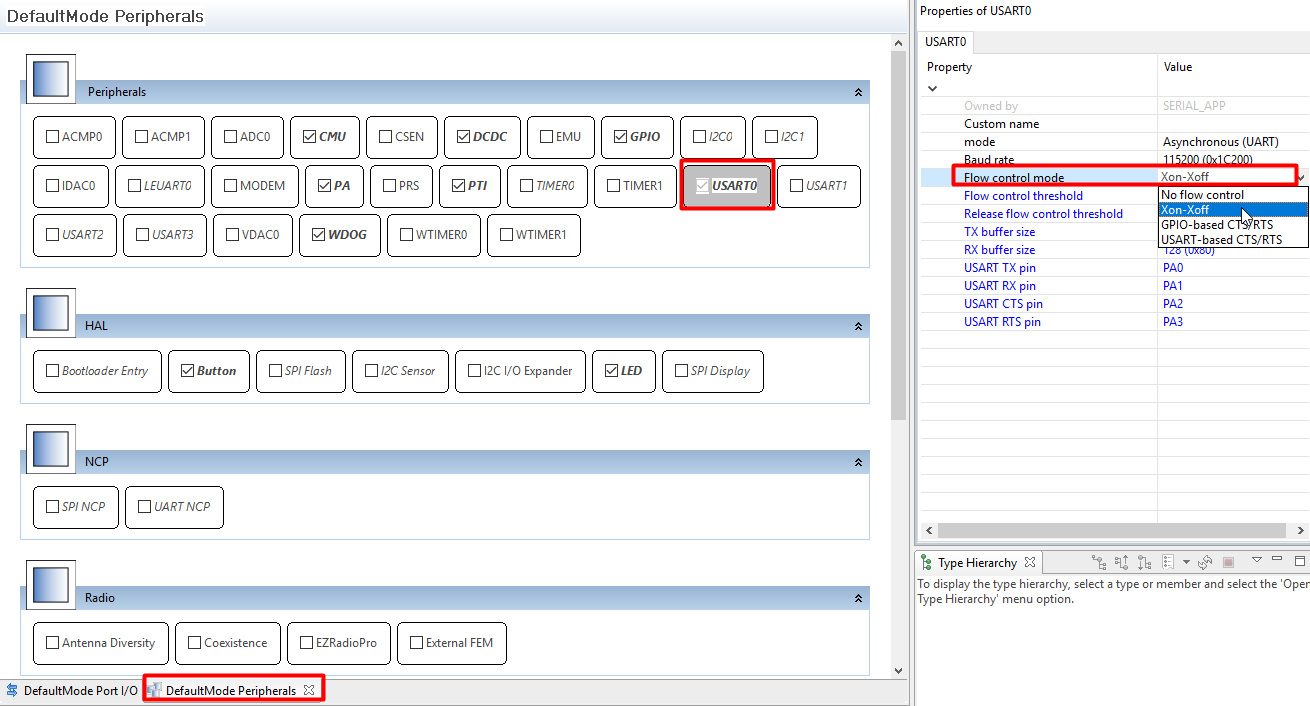 DefaultMode Peripherals
Peripherals
ACMP0 ACMP1 ADC0 CMU CSEN DCDC EMU GPIO I2C0 I2C1
IDAC0 LEUART0 MODEM PA PRS PTI TIMER0 TIMER1 USART0 USART1
USART2 USART3 VDAC0 WDOG WTIMER0 WTIMER1
HAL
Bootloader Entry Button SPI Flash I2C Sensor I2C I/O Expander LED SPI Display
NCP
SPI NCP UART NCP
Radio
Antenna Diversity Coexistence EZRadioPro External FEM
DefaultMode Port I/O DefaultMode Peripherals
Properties of USART0
USART0
Property Value
Owned by SERIAL_APP
Custom name
mode Asynchronous (UART)
Baud rate 115200 (0x1C200)
Flow control mode Xon-Xoff
Flow control threshold No flow control
Release flow control threshold Xon-Xoff
TX buffer size GPIO-based CTS/RTS
USART-based CTS/RTS
RX buffer size 128 (0x80)
USART TX pin PA0
USART RX pin PA1
USART CTS pin PA2
USART RTS pin PA3
Type Hierarchy
To display the type hierarchy, select a type or member and select the 'Open
Type Hierarchy' menu option.